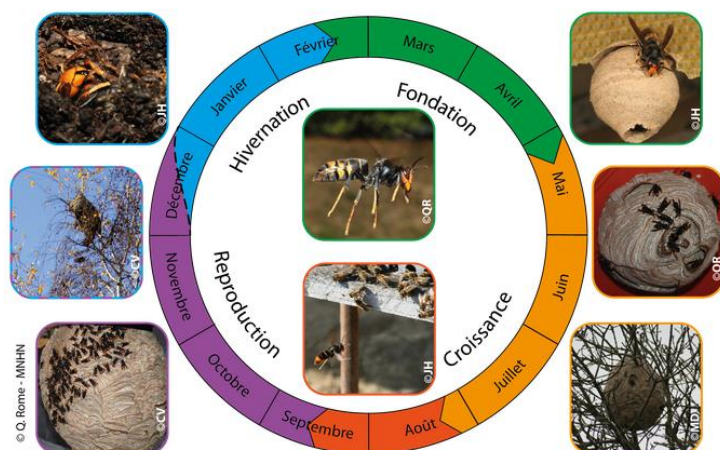 Janvier
Février
Mars
Avril
Mai
Juin
Juillet
Août
Septembre
Octobre
Novembre
Décembre
Hivernation
Fondation
Croissance
Reproduction
©JH
©CV
©CV
©QR
©JH
©JH
©QR
©MDJ
© Q. Rome - MNHN